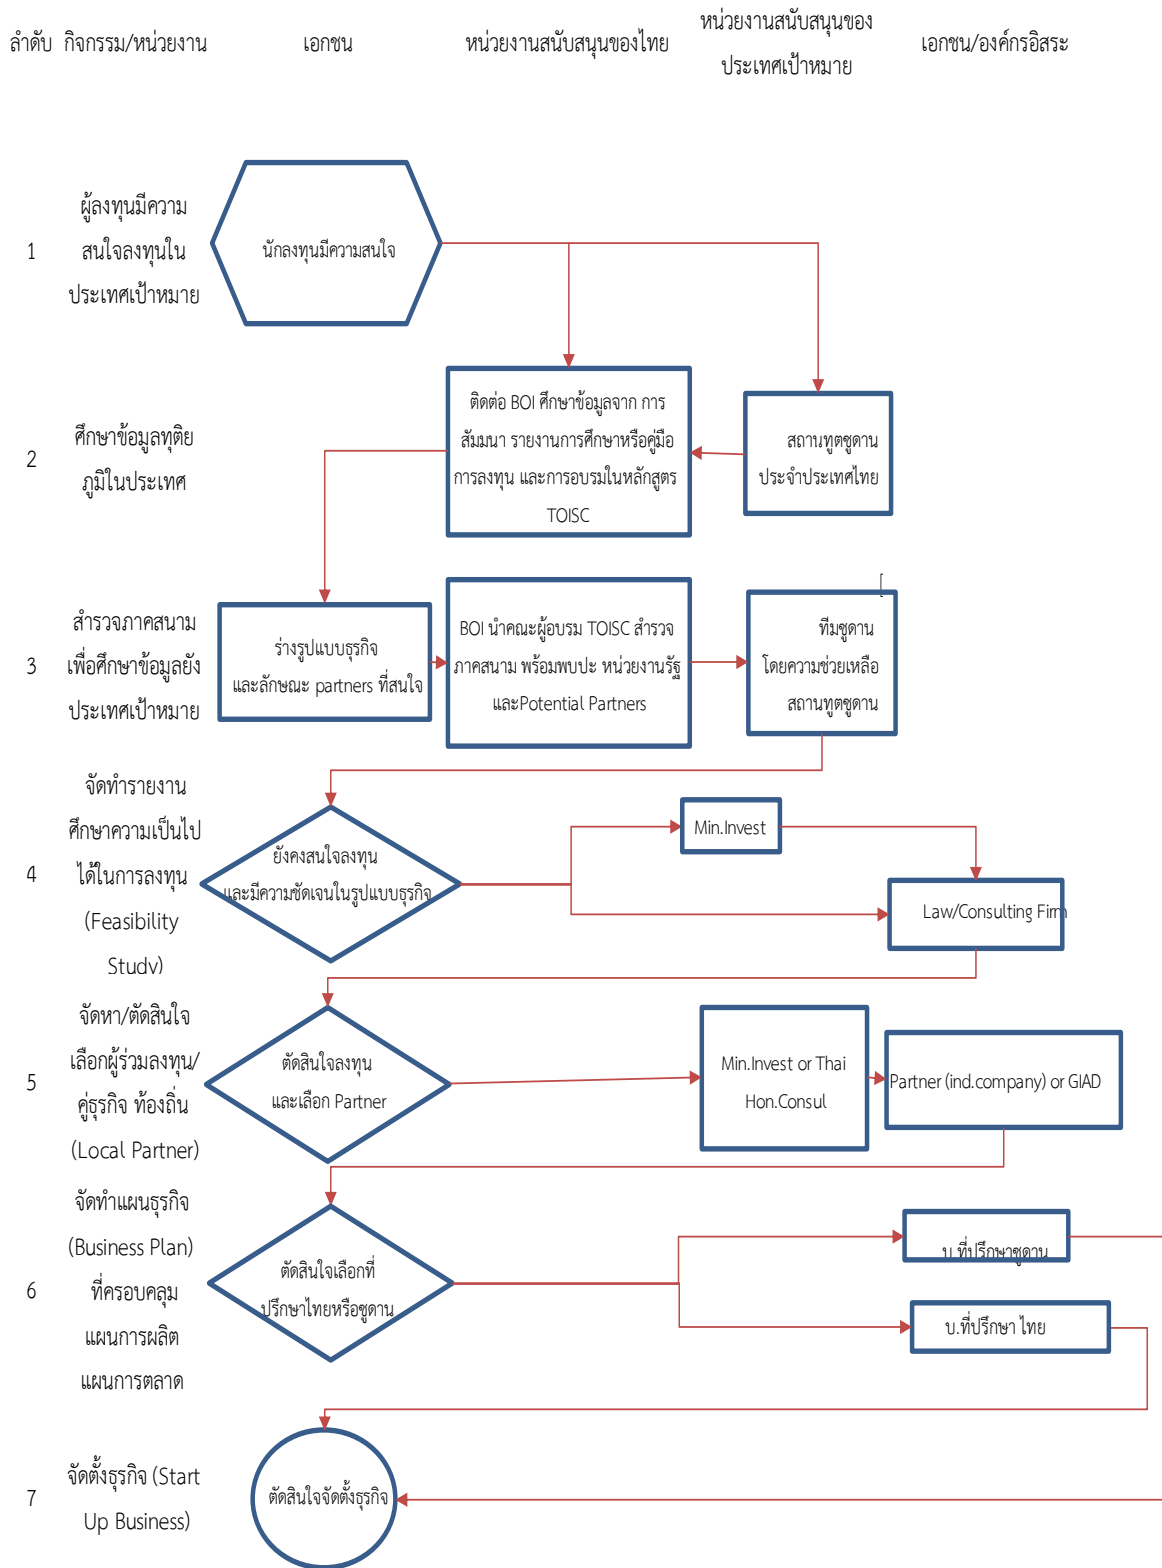 ลำดับ กิจกรรม/หน่วยงาน เอกชน หน่วยงานสนับสนุนของไทย
หน่วยงานสนับสนุนของ
ประเทศเป้าหมาย
เอกชน/องค์กรอิสระ
1
ผู้ลงทุนมีความ
สนใจลงทุนใน
ประเทศเป้าหมาย
นักลงทุนมีความสนใจ
2
ศึกษาข้อมูลทุติย
ภูมิในประเทศ
ติดต่อ BOI ศึกษาข้อมูลจาก การ
สัมมนา รายงานการศึกษาหรือคู่มือ
การลงทุน และการอบรมในหลักสูตร
TOISC
สถานทูตซูดาน
ประจำประเทศไทย
[
3
สำรวจภาคสนาม
เพื่อศึกษาข้อมูลยัง
ประเทศเป้าหมาย
ร่างรูปแบบธุรกิจ
และลักษณะ partners ที่สนใจ
BOI นำคณะผู้อบรม TOISC สำรวจ
ภาคสนาม พร้อมพบปะ หน่วยงานรัฐ
และPotential Partners
ทีมซูดาน
โดยความช่วยเหลือ
สถานทูตซูดาน
4
จัดทำรายงาน
ศึกษาความเป็นไป
ได้ในการลงทุน
(Feasibility
Study)
ยังคงสนใจลงทุน
และมีความชัดเจนในรูปแบบธุรกิจ
Min.Invest
Law/Consulting Firm
5
จัดหา/ตัดสินใจ
เลือกผู้ร่วมลงทุน/
คู่ธุรกิจ ท้องถิ่น
(Local Partner)
ตัดสินใจลงทุน
และเลือก Partner
Min.Invest or Thai
Hon.Consul
Partner (ind.company) or GIAD
6
จัดทำแผนธุรกิจ
(Business Plan)
ที่ครอบคลุม
แผนการผลิต
แผนการตลาด
ตัดสินใจเลือกที่
ปรึกษาไทยหรือซูดาน
บ.ที่ปรึกษาซูดาน
บ.ที่ปรึกษา ไทย
7
จัดตั้งธุรกิจ (Start
Up Business)
ตัดสินใจจัดตั้งธุรกิจ